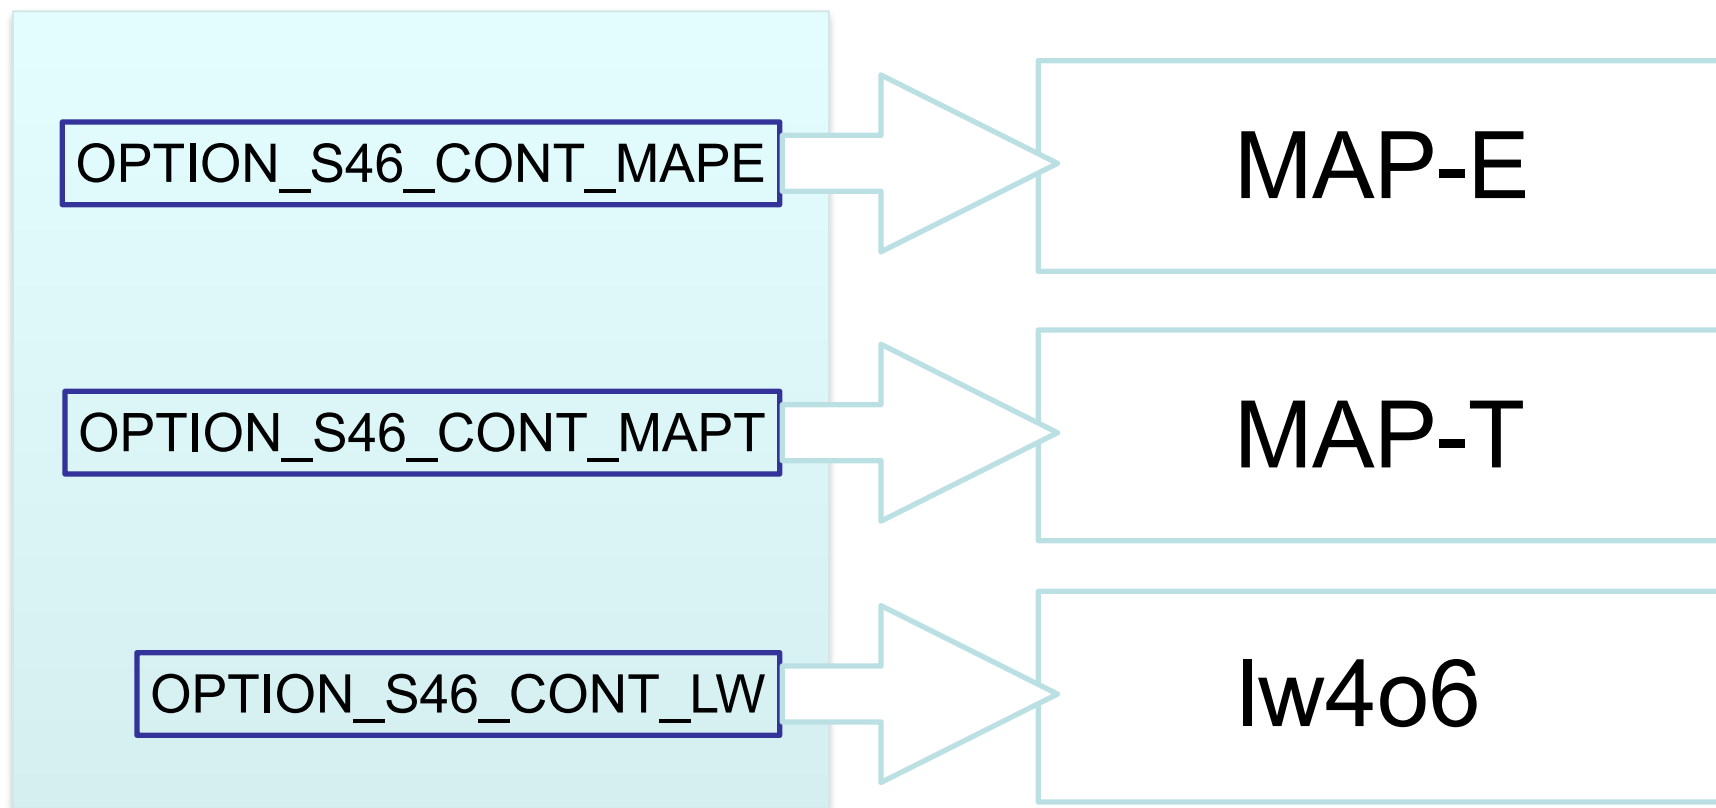 OPTION_S46_CONT_MAPE
MAP-E
OPTION_S46_CONT_MAPT
MAP-T
OPTION_S46_CONT_LW
lw4o6